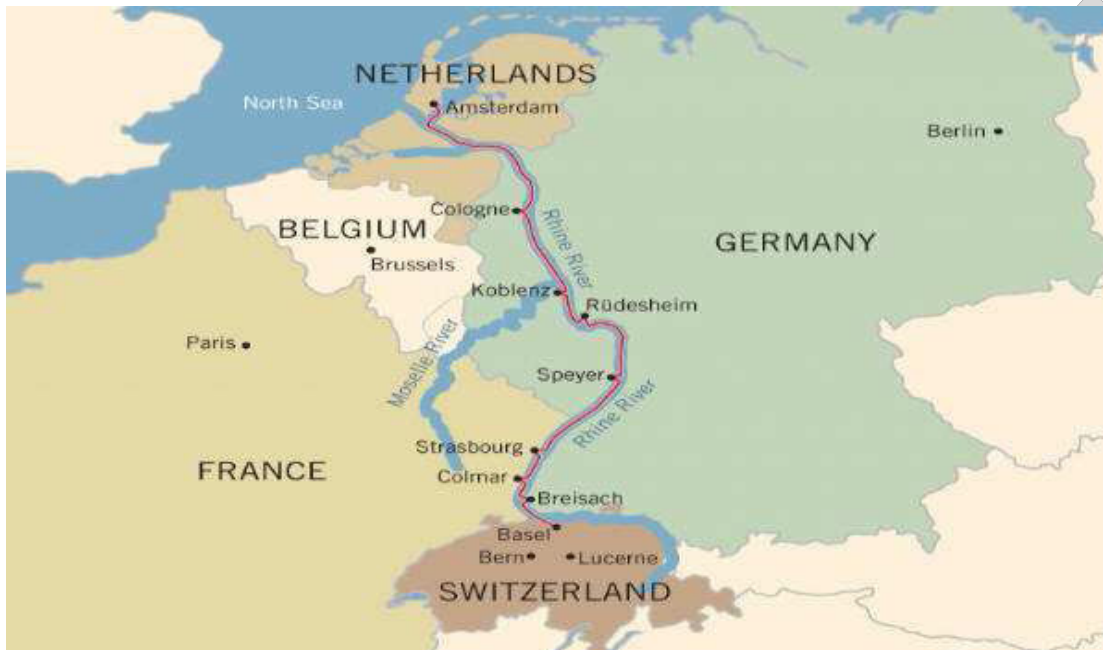 NETHERLANDS
North Sea
Amsterdam
Berlin
Cologne
Rhine River
BELGIUM
GERMANY
Brussels
Koblenz
Rüdesheim
Moselle River
Paris
Speyer
Rhine River
Strasbourg
FRANCE
Colmar
Breisach
Basel
Bern
Lucerne
SWITZERLAND